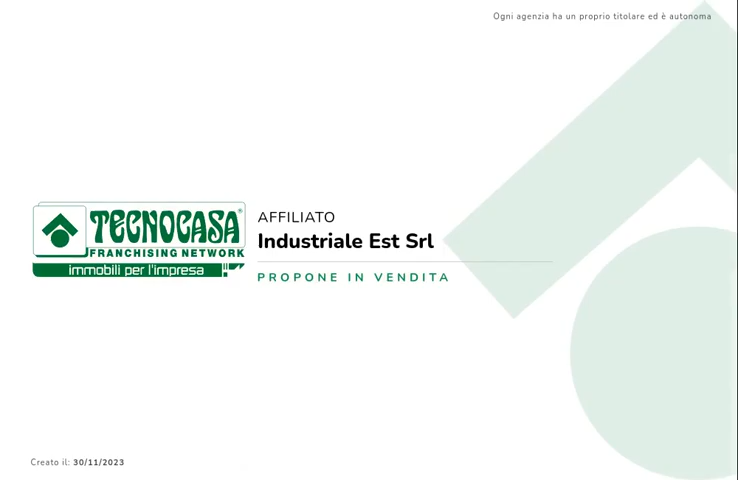 Ogni agenzia ha un proprio titolare ed è autonoma
TECNOCASA®
FRANCHISING NETWORK
immobili per l'impresa
AFFILIATO
Industriale Est Srl
PROPONE IN VENDITA
Creato il: 30/11/2023